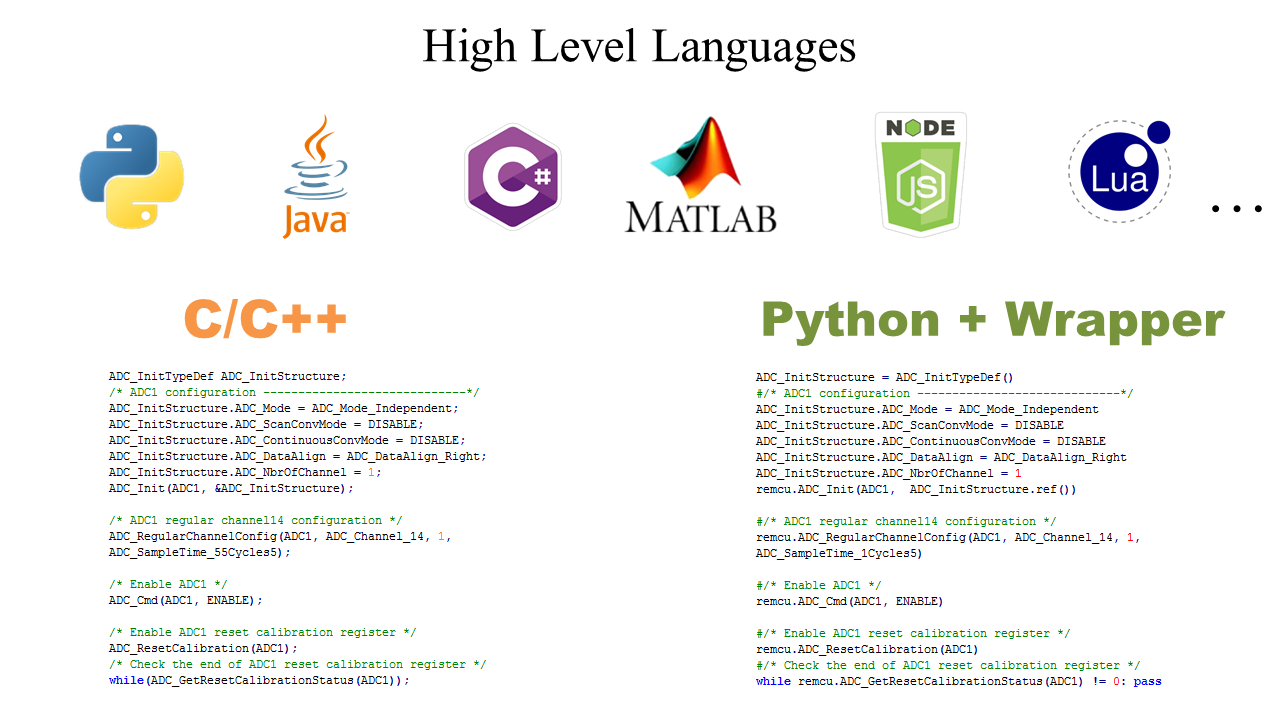 High Level Languages
Java™
C#
MATLAB
NODE
JS
Lua
...
C/C++
ADC_InitTypeDef ADC_InitStructure;
/* ADC1 configuration -----------------------------*/
ADC_InitStructure.ADC_Mode = ADC_Mode_Independent;
ADC_InitStructure.ADC_ScanConvMode = DISABLE;
ADC_InitStructure.ADC_ContinuousConvMode = DISABLE;
ADC_InitStructure.ADC_DataAlign = ADC_DataAlign_Right;
ADC_InitStructure.ADC_NbrOfChannel = 1;
ADC_Init(ADC1, &ADC_InitStructure);
/* ADC1 regular channel14 configuration */
ADC_RegularChannelConfig(ADC1, ADC_Channel_14, 1,
ADC_SampleTime_55Cycles5);
/* Enable ADC1 */
ADC_Cmd(ADC1, ENABLE);
/* Enable ADC1 reset calibration register */
ADC_ResetCalibration(ADC1);
/* Check the end of ADC1 reset calibration register */
while(ADC_GetResetCalibrationStatus(ADC1));
Python + Wrapper
ADC_InitStructure = ADC_InitTypeDef()
#/* ADC1 configuration -----------------------------*/
ADC_InitStructure.ADC_Mode = ADC_Mode_Independent
ADC_InitStructure.ADC_ScanConvMode = DISABLE
ADC_InitStructure.ADC_ContinuousConvMode = DISABLE
ADC_InitStructure.ADC_DataAlign = ADC_DataAlign_Right
ADC_InitStructure.ADC_NbrOfChannel = 1
remcu.ADC_Init(ADC1,  ADC_InitStructure.ref())
#/* ADC1 regular channel14 configuration */
remcu.ADC_RegularChannelConfig(ADC1, ADC_Channel_14, 1,
ADC_SampleTime_1Cycles5)
#/* Enable ADC1 */
remcu.ADC_Cmd(ADC1, ENABLE)
#/* Enable ADC1 reset calibration register */
remcu.ADC_ResetCalibration(ADC1)
#/* Check the end of ADC1 reset calibration register */
while remcu.ADC_GetResetCalibrationStatus(ADC1) != 0: pass